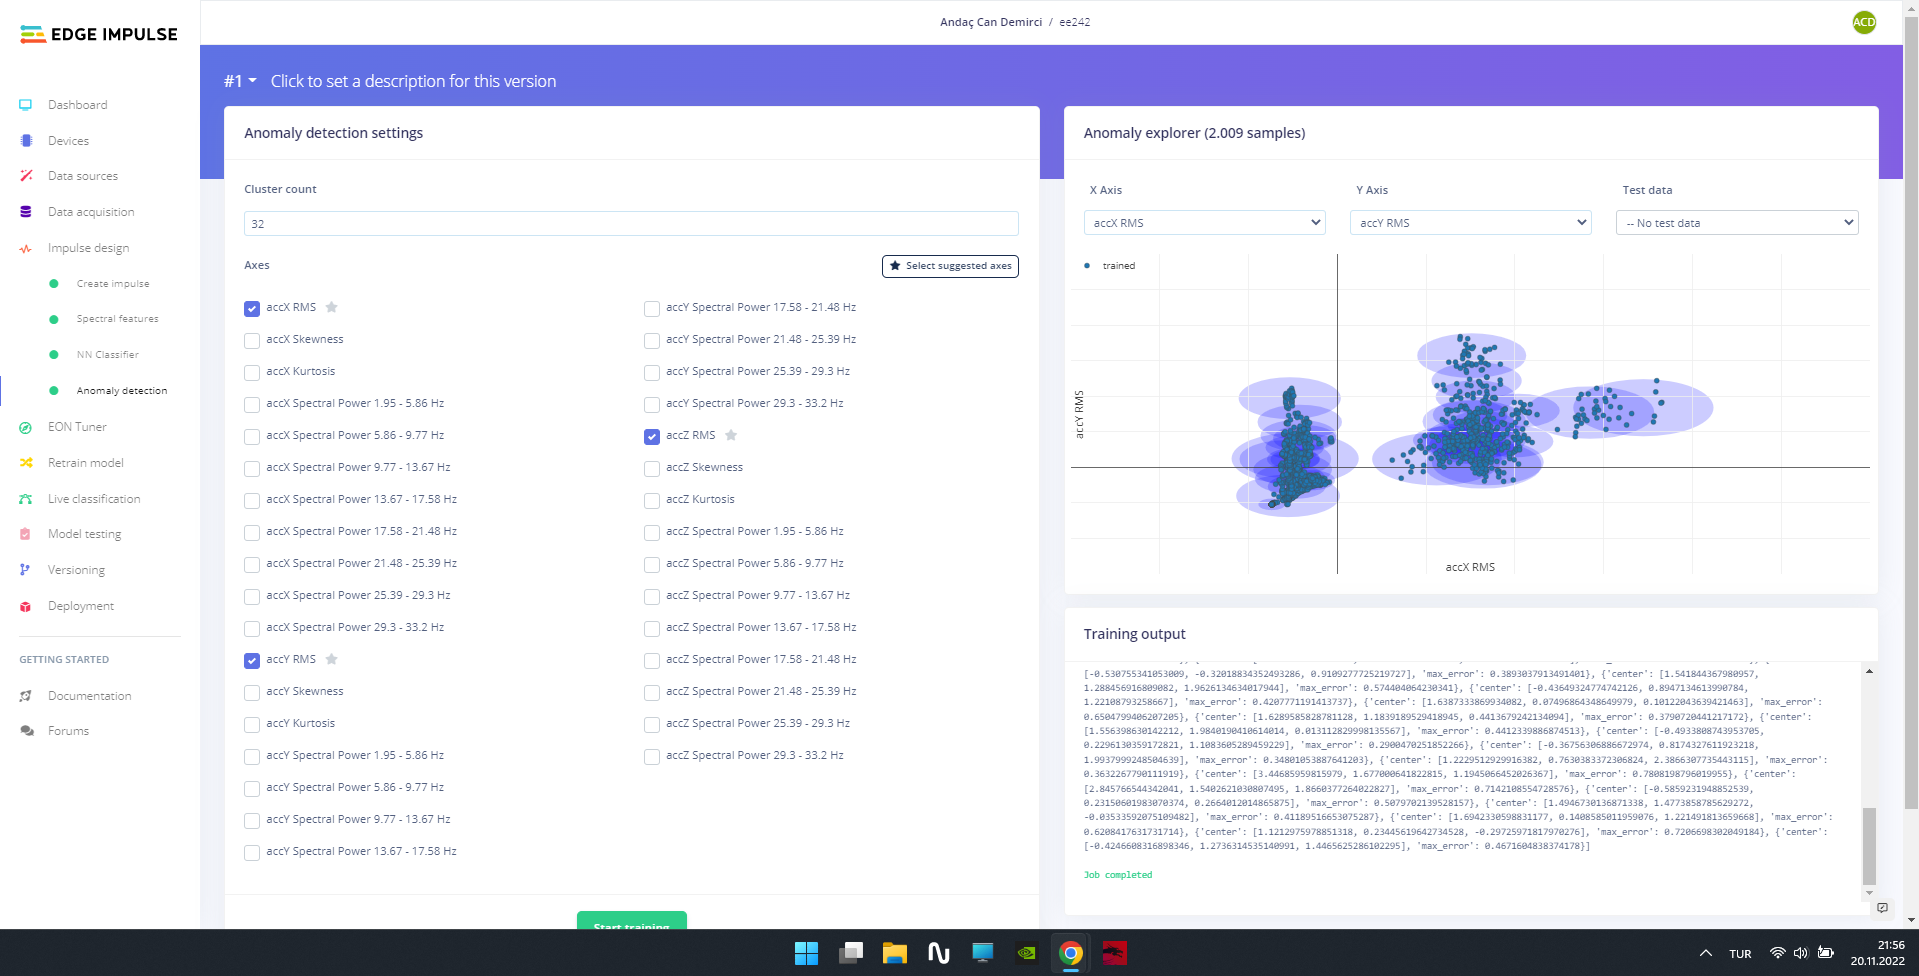 EDGE IMPULSE
Dashboard
Devices
Data sources
Data acquisition
Impulse design
Create impulse
Spectral features
NN Classifier
Anomaly detection
EON Tuner
Retrain model
Live classification
Model testing
Versioning
Deployment
GETTING STARTED
Documentation
Forums
Andaç Can Demirci / ee242
ACD
#1 Click to set a description for this version
Anomaly detection settings
Cluster count
32
Axes
Select suggested axes
accX RMS
accX Skewness
accX Kurtosis
accX Spectral Power 1.95 - 5.86 Hz
accX Spectral Power 5.86 - 9.77 Hz
accX Spectral Power 9.77 - 13.67 Hz
accX Spectral Power 13.67 - 17.58 Hz
accX Spectral Power 17.58 - 21.48 Hz
accX Spectral Power 21.48 - 25.39 Hz
accX Spectral Power 25.39 - 29.3 Hz
accX Spectral Power 29.3 - 33.2 Hz
accY RMS
accY Skewness
accY Kurtosis
accY Spectral Power 1.95 - 5.86 Hz
accY Spectral Power 5.86 - 9.77 Hz
accY Spectral Power 9.77 - 13.67 Hz
accY Spectral Power 13.67 - 17.58 Hz
accY Spectral Power 17.58 - 21.48 Hz
accY Spectral Power 21.48 - 25.39 Hz
accY Spectral Power 25.39 - 29.3 Hz
accY Spectral Power 29.3 - 33.2 Hz
accZ RMS
accZ Skewness
accZ Kurtosis
accZ Spectral Power 1.95 - 5.86 Hz
accZ Spectral Power 5.86 - 9.77 Hz
accZ Spectral Power 9.77 - 13.67 Hz
accZ Spectral Power 13.67 - 17.58 Hz
accZ Spectral Power 17.58 - 21.48 Hz
accZ Spectral Power 21.48 - 25.39 Hz
accZ Spectral Power 25.39 - 29.3 Hz
accZ Spectral Power 29.3 - 33.2 Hz
Start training
Anomaly explorer (2.009 samples)
X Axis
accX RMS
Y Axis
accY RMS
Test data
-- No test data
trained
accY RMS
accX RMS
Training output
[-0.530755341053009, -0.32018834352493286, 0.9109277725219727], 'max_error': 0.3893037913491401}, {'center': [1.541844367980957,
1.288456916809082, 1.9626134634017944], 'max_error': 0.574404064230341}, {'center': [-0.43649324774742126, 0.8947134613990784,
1.22108793258667], 'max_error': 0.4207771191413737}, {'center': [1.6387333869934082, 0.07496864348649979, 0.10122043639421463], 'max_error':
0.6504799406207205}, {'center': [1.6289585828781128, 1.1839189529418945, 0.4413679242134094], 'max_error': 0.3790720441217172}, {'center':
[1.556398630142212, 1.9840190410614014, 0.013112829998135567], 'max_error': 0.4412339886874513}, {'center': [-0.4933808743953705,
0.2296130359172821, 1.1083605289459229], 'max_error': 0.2900470251852266}, {'center': [-0.36756306886672974, 0.8174327611923218,
1.9937999248504639], 'max_error': 0.34801053887641203}, {'center': [1.2229512929916382, 0.7630383372306824, 2.3866307735443115], 'max_error':
0.3632267790111919}, {'center': [3.44685959815979, 1.677000641822815, 1.1945066452026367], 'max_error': 0.7808198796019955}, {'center':
[2.845766544342041, 1.5402621030807495, 1.8660377264022827], 'max_error': 0.7142108554728576}, {'center': [-0.5859231948852539,
0.23150601983070374, 0.2664012014865875], 'max_error': 0.5079702139528157}, {'center': [1.4946730136871338, 1.4773858785629272,
-0.03533592075109482], 'max_error': 0.41189516653075287}, {'center': [1.6942330598831177, 0.1408585011959076, 1.221491813659668], 'max_error':
0.6208417631731714}, {'center': [1.1212975978851318, 0.23445619642734528, -0.29725971817970276], 'max_error': 0.7206698302049184}, {'center':
[-0.4246608316898346, 1.2736314535140991, 1.4465625286102295], 'max_error': 0.4671604838374178}]
Job completed
TUR
21:56
20.11.2022